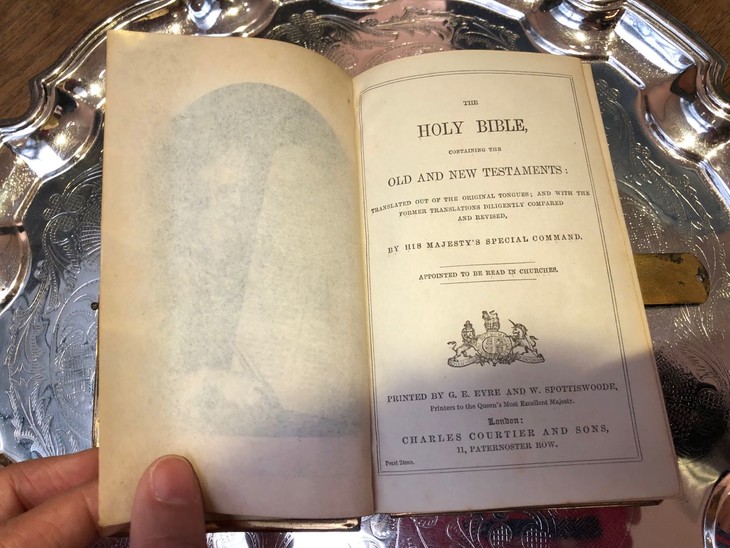 THE
HOLY BIBLE,
CONTAINING THE
OLD AND NEW TESTAMENTS:
TRANSLATED OUT OF THE ORIGINAL TONGUES; AND WITH THE
FORMER TRANSLATIONS DILIGENTLY COMPARED
AND REVISED,
BY HIS MAJESTY'S SPECIAL COMMAND.
APPOINTED TO BE READ IN CHURCHES.
PRINTED BY G. E. EYRE AND W. SPOTTISWOODE,
Printers to the Queen's Most Excellent Majesty.
London:
CHARLES COURTIER AND SONS,
11, PATERNOSTER ROW.
Pearl 24mo.